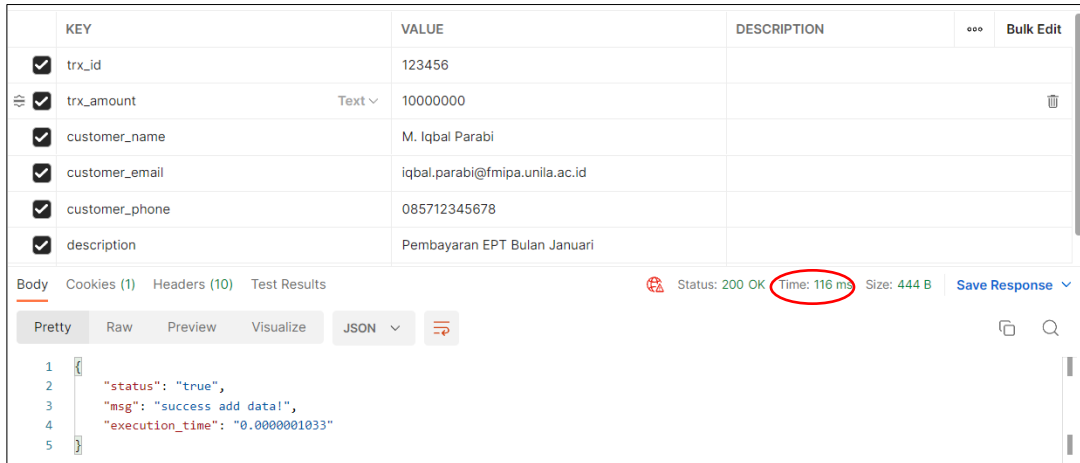 KEY VALUE DESCRIPTION ooo Bulk Edit
trx_id 123456
trx_amount Text 10000000
customer_name M. Iqbal Parabi
customer_email iqbal.parabi@fmipa.unila.ac.id
customer_phone 085712345678
description Pembayaran EPT Bulan Januari
Body Cookies (1) Headers (10) Test Results Status: 200 OK Time: 116 ms Size: 444 B Save Response
Pretty Raw Preview Visualize JSON
1 {
2 "status": "true",
3 "msg": "success add data!",
4 "execution_time": "0.0000001033"
5 }